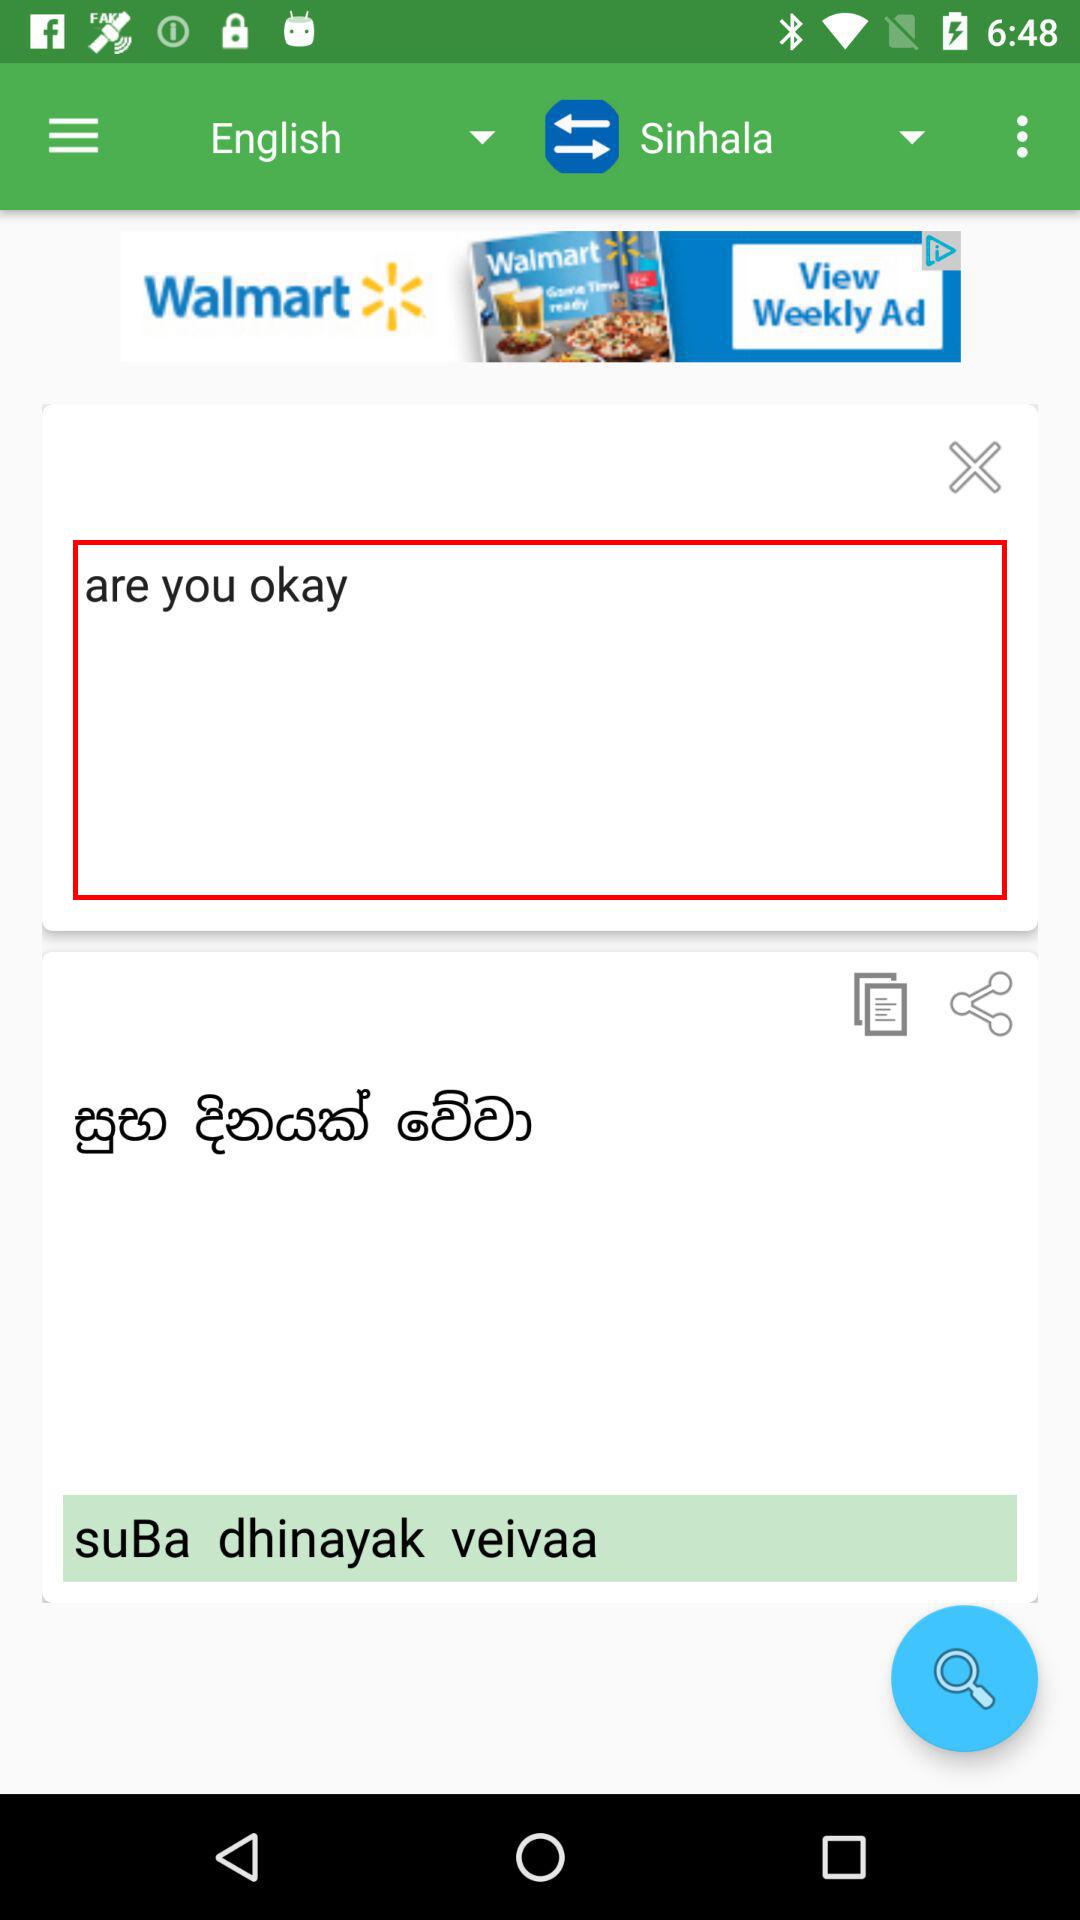 FAKE
6:48
English
Sinhala
Walmart
Walmart
Game Time
ready
View
Weekly Ad
are you okay
සුභ දිනයක් වේවා
suBa dhinayak veivaa